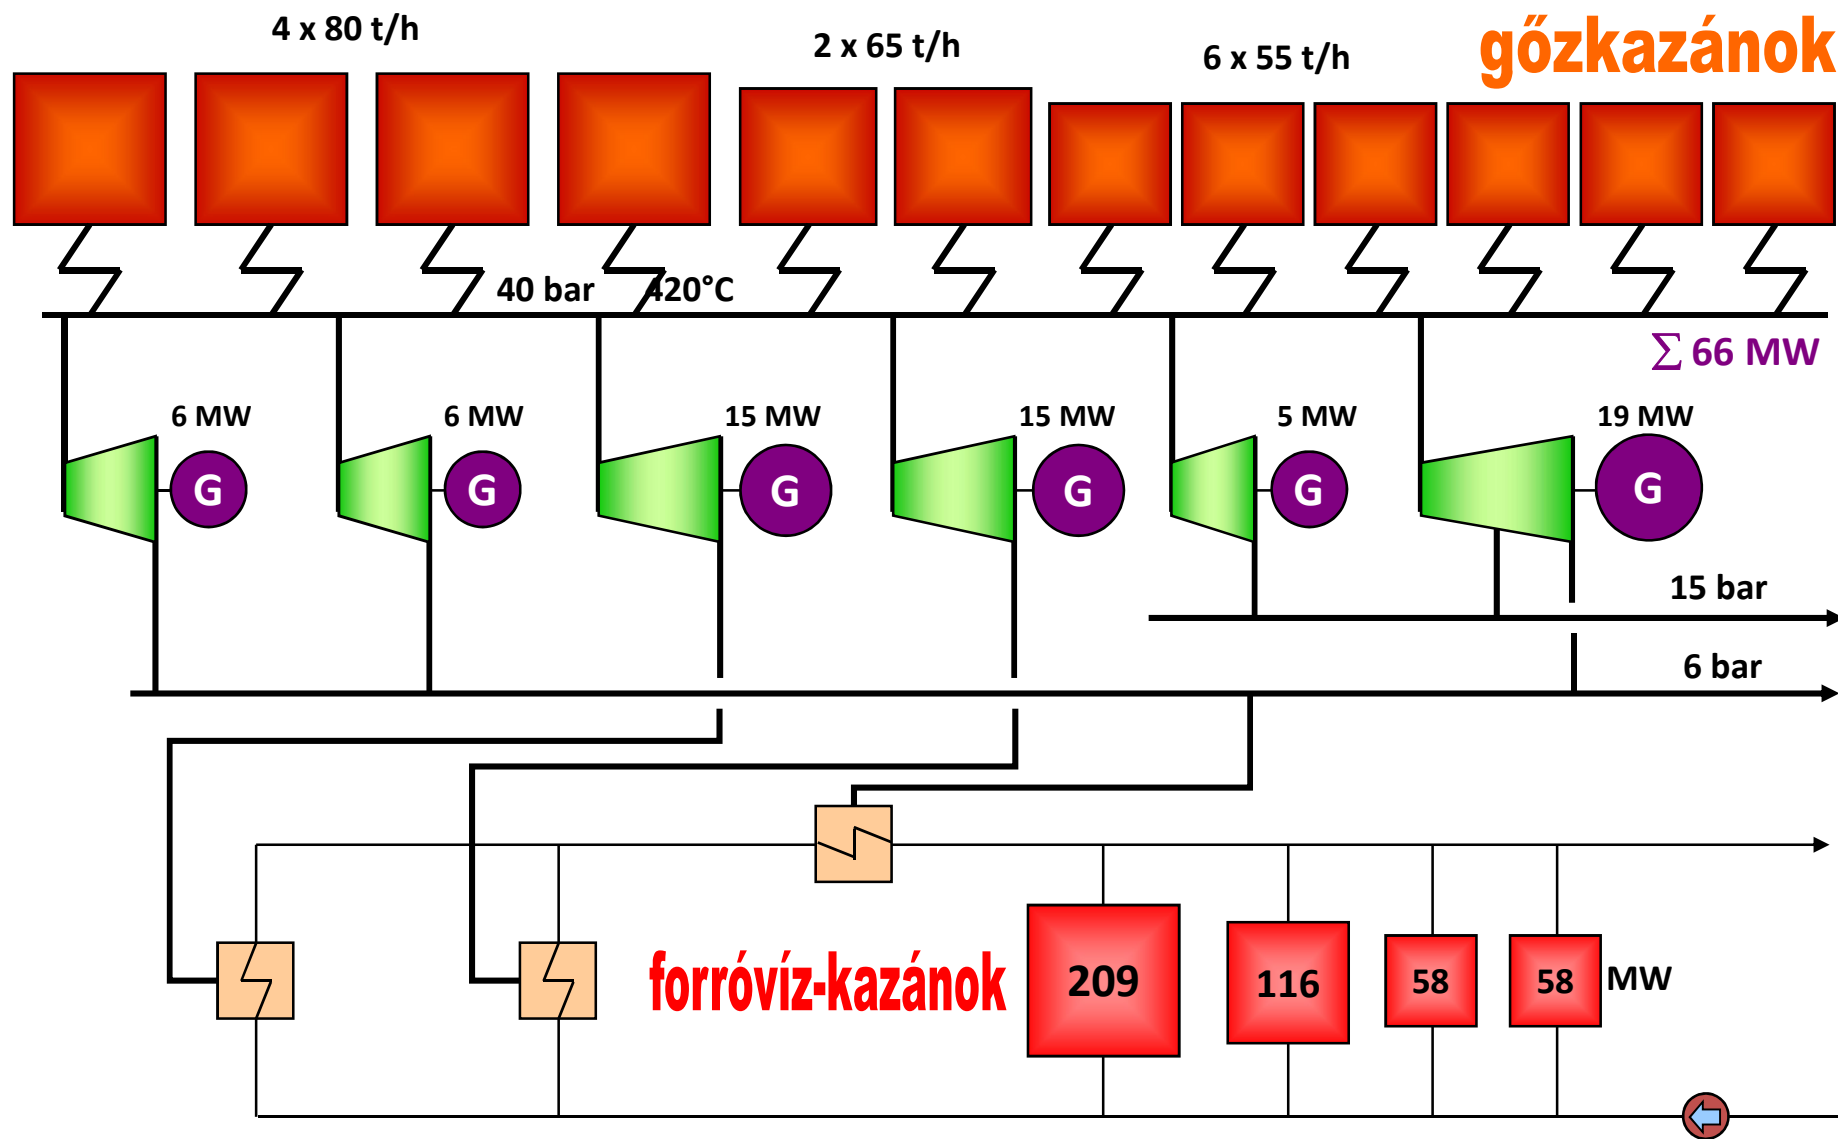 4 x 80 t/h
2 x 65 t/h
6 x 55 t/h
gőzkazánok
40 bar 420°C
∑ 66 MW
6 MW
6 MW
15 MW
15 MW
5 MW
19 MW
G
G
G
G
G
G
15 bar
6 bar
forróvíz-kazánok
209
116
58
58
MW